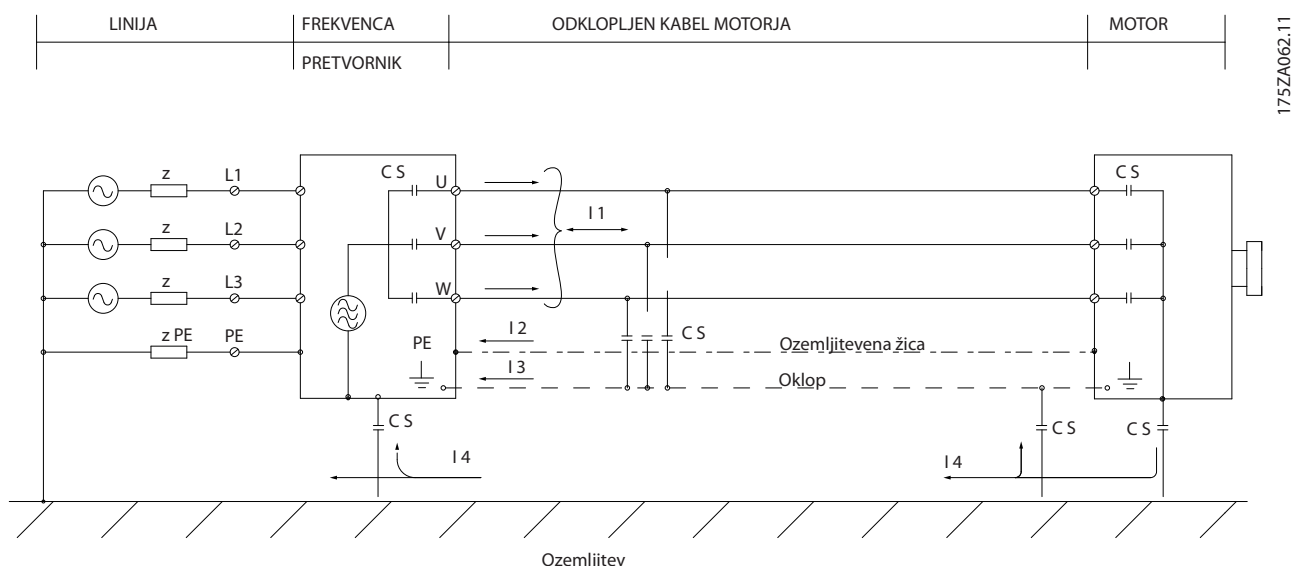 LINIJA
FREKVENCA
PRETVORNIK
ODKLOPLJEN KABEL MOTORJA
MOTOR
175ZA062.11
z
L1
C S
U
C S
I 1
z
L2
V
z
L3
W
z PE
PE
PE
I 2
C S
Ozemljitevena žica
I 3
Oklop
C S
C S
C S
I 4
I 4
Ozemljitev